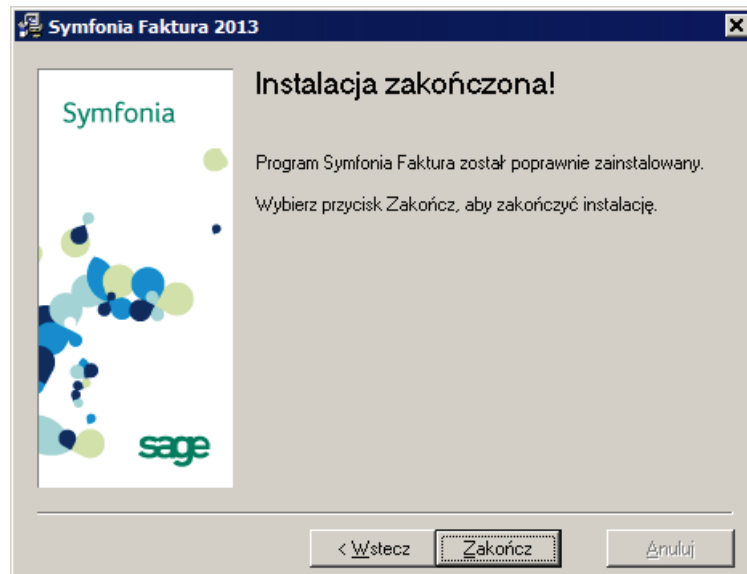 Symfonia Faktura 2013
Symfonia
Instalacja zakończona!
Program Symfonia Faktura został poprawnie zainstalowany.
Wybierz przycisk Zakończ, aby zakończyć instalację.
sage
< Wstecz
Zakończ
Anuluj